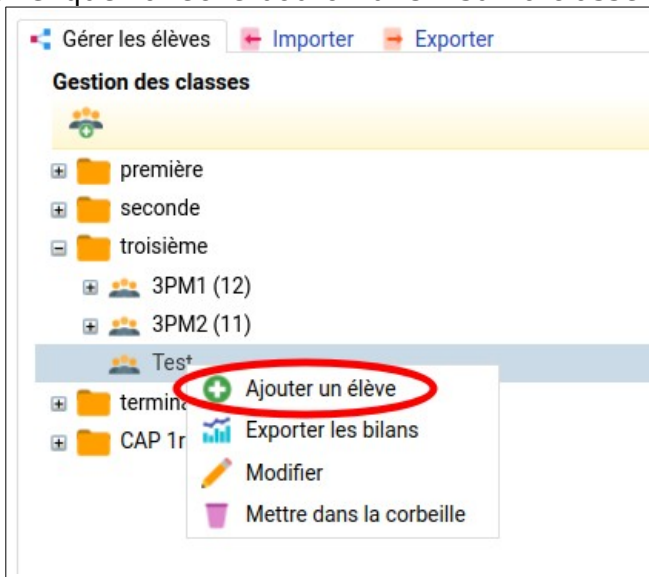 Gérer les élèves Importer Exporter
Gestion des classes
première
seconde
troisième
3PM1 (12)
3PM2 (11)
Test
Ajouter un élève
Exporter les bilans
CAP 1r
Modifier
Mettre dans la corbeille